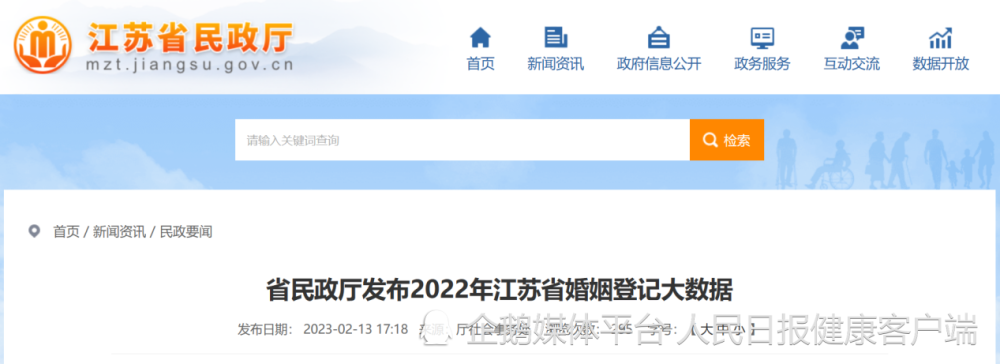 江苏省民政厅
mzt.jiangsu.gov.cn
首页 新闻资讯 政府信息公开 政务服务 互动交流 数据开放
请输入关键词查询 检索
首页 / 新闻资讯 / 民政要闻
省民政厅发布2022年江苏省婚姻登记大数据
发布日期： 2023-02-13 17:18 来源： 厅社会事务处 浏览次数： 395 字号：【 大 中 小 】
企鹅媒体平台·人民日报健康客户端